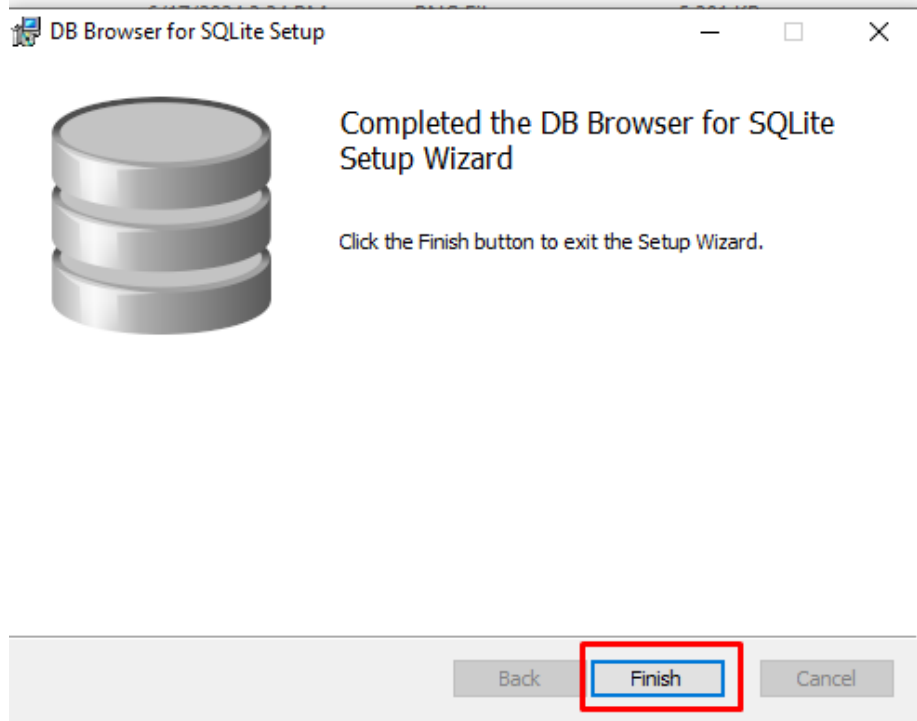 DB Browser for SQLite Setup
Completed the DB Browser for SQLite
Setup Wizard
Click the Finish button to exit the Setup Wizard.
Back
Finish
Cancel